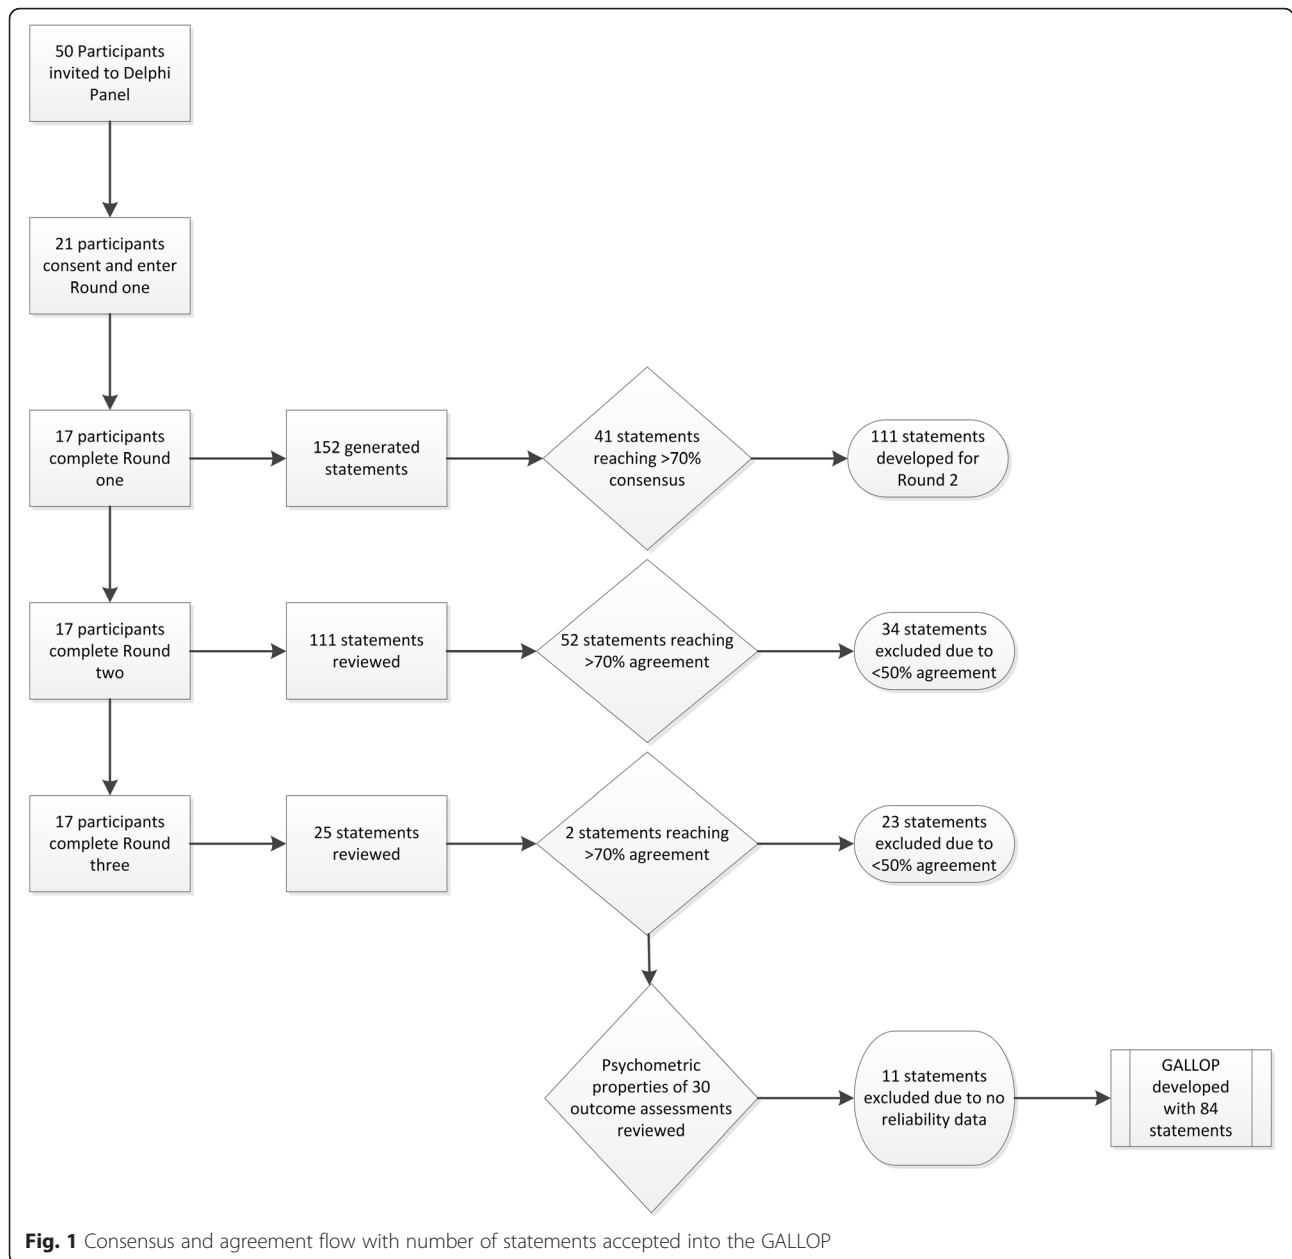 50 Participants
invited to Delphi
Panel
21 participants
consent and enter
Round one
17 participants
complete Round
one
152 generated
statements
41 statements
reaching >70%
consensus
111 statements
developed for
Round 2
17 participants
complete Round
two
111 statements
reviewed
52 statements reaching
>70% agreement
34 statements
excluded due to
<50% agreement
17 participants
complete Round
three
25 statements
reviewed
2 statements reaching
>70% agreement
23 statements
excluded due to
<50% agreement
Psychometric
properties of 30
outcome assessments
reviewed
11 statements
excluded due to no
reliability data
GALLOP
developed
with 84
statements
Fig. 1 Consensus and agreement flow with number of statements accepted into the GALLOP